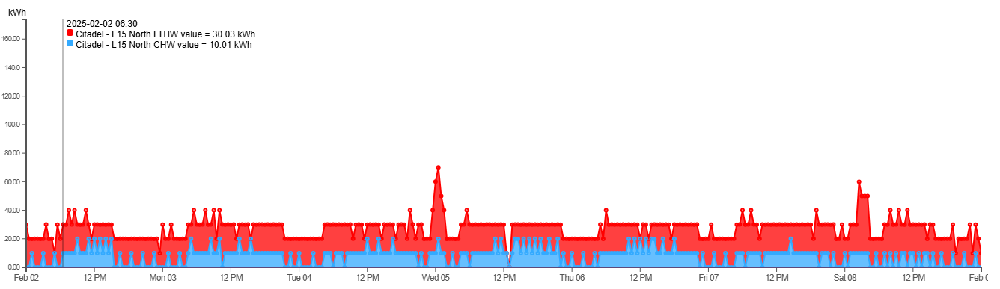 kWh
2025-02-02 06:30
Citadel - L15 North LTHW value = 30.03 kWh
Citadel - L15 North CHW value = 10.01 kWh
160.00
140.0
120.00
100.0
80.00
60.00
40.00
20.00
0.00
Feb 02 12 PM Mon 03 12 PM Tue 04 12 PM Wed 05 12 PM Thu 06 12 PM Fri 07 12 PM Sat 08 12 PM Feb 0